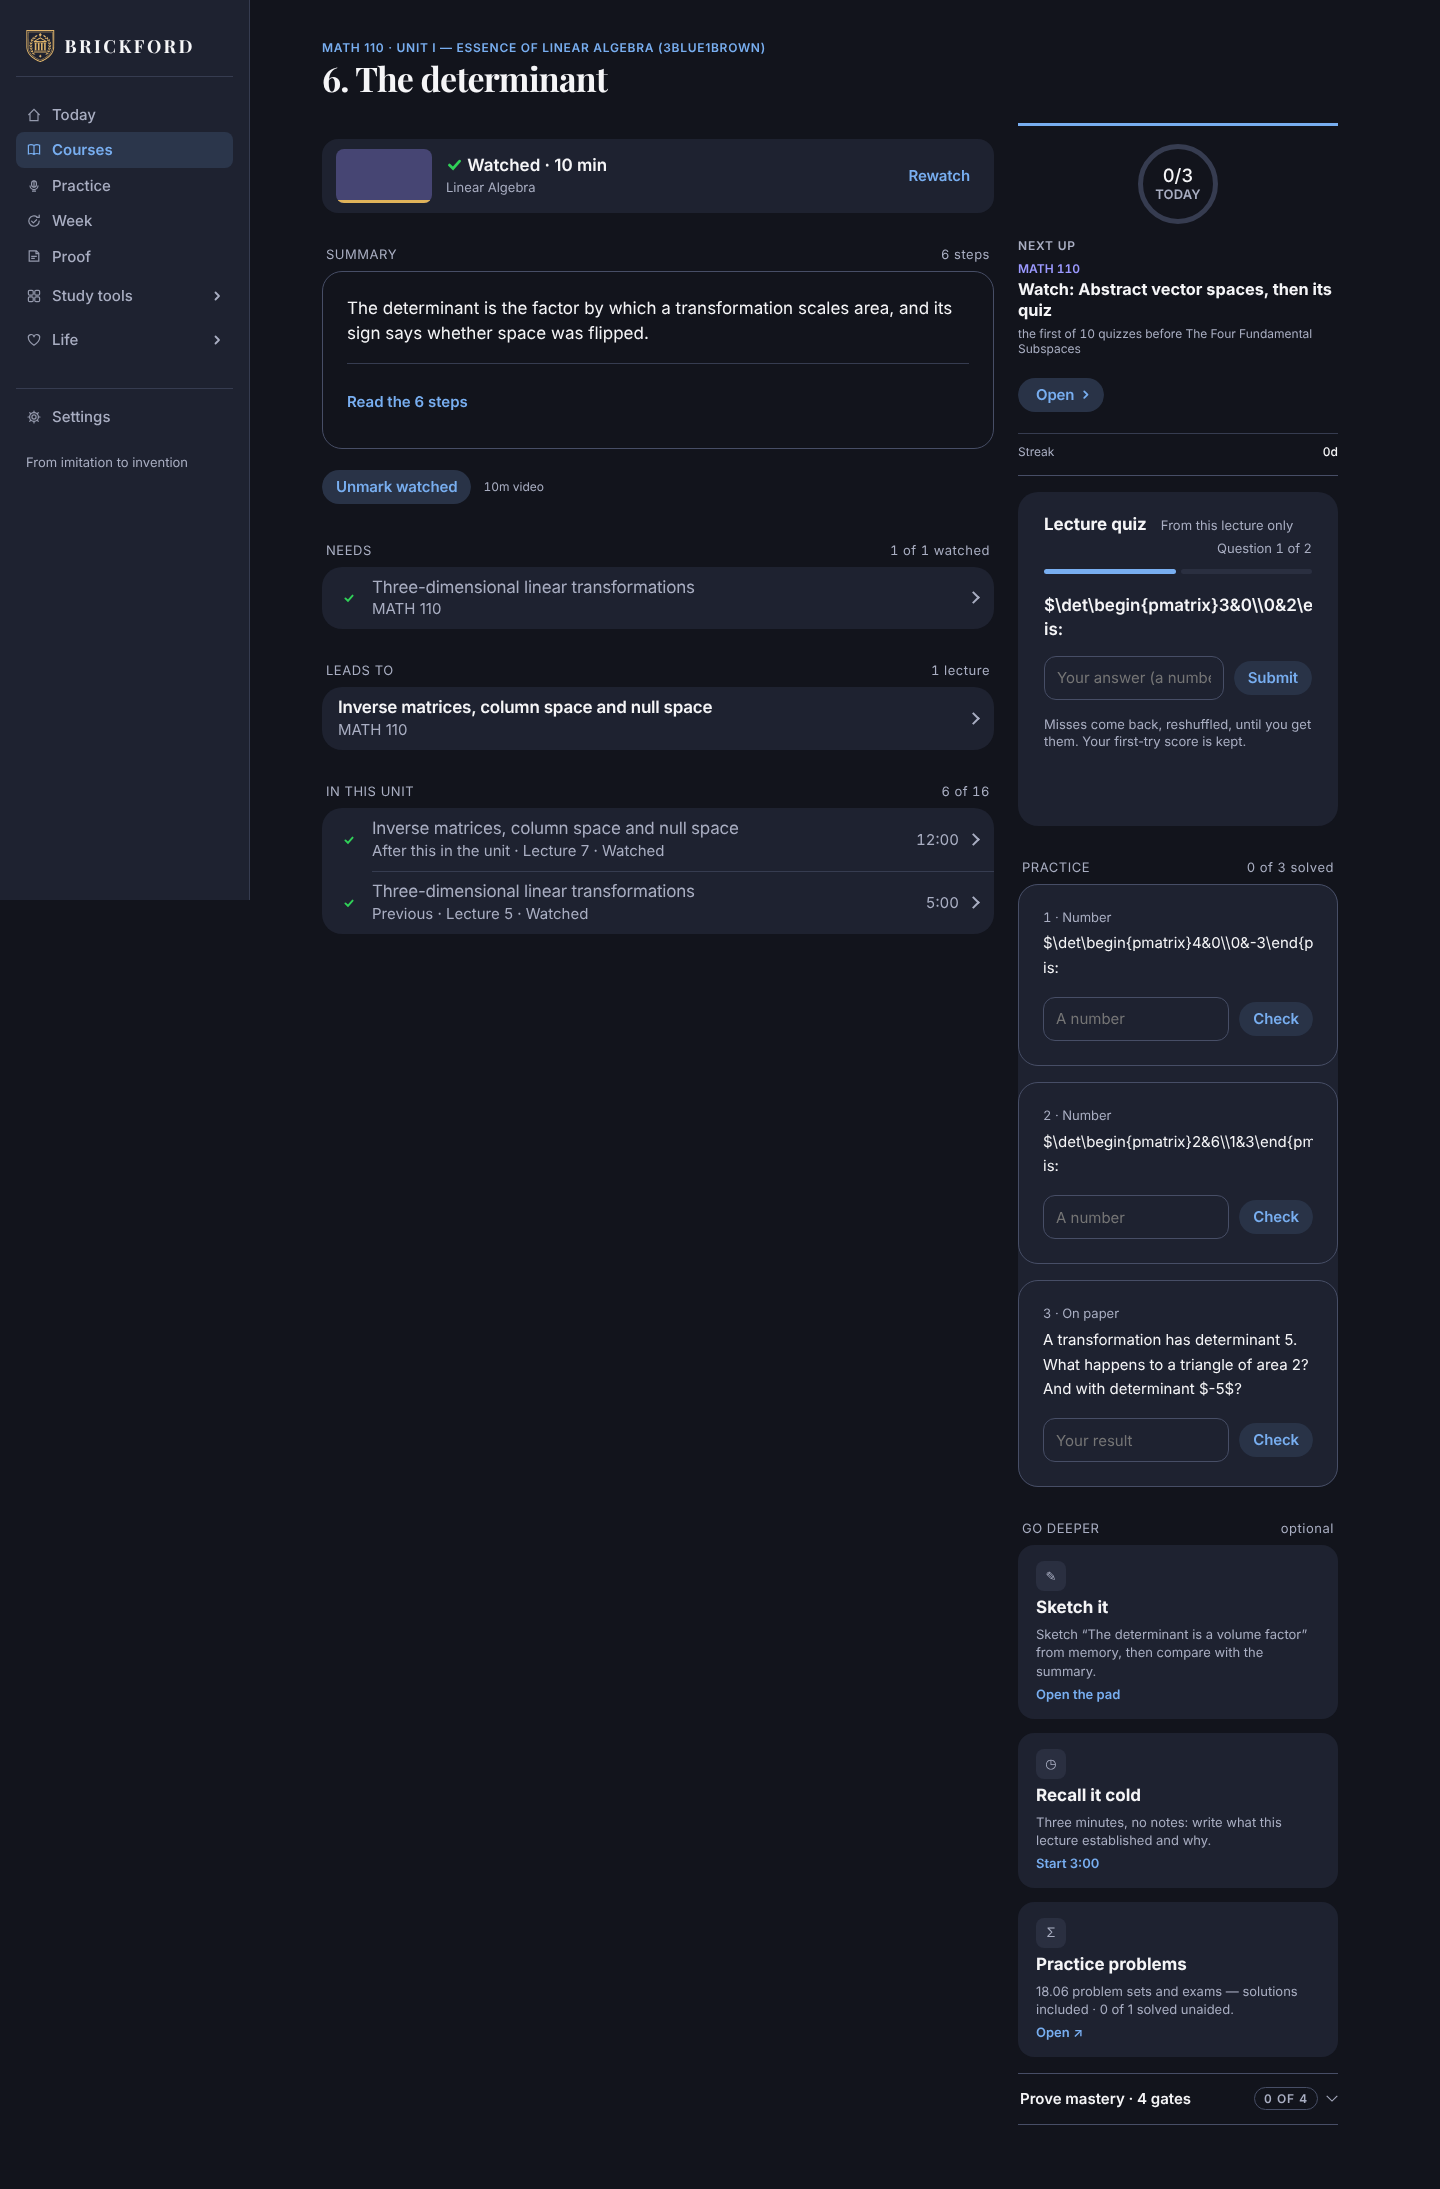 BRICKFORD
Today
Courses
Practice
Week
Proof
Study tools
Life
Settings
From imitation to invention
MATH 110 · UNIT I — ESSENCE OF LINEAR ALGEBRA (3BLUE1BROWN)
6. The determinant
Watched · 10 min
Linear Algebra
Rewatch
SUMMARY
6 steps
The determinant is the factor by which a transformation scales area, and its
sign says whether space was flipped.
Read the 6 steps
Unmark watched
10m video
NEEDS
1 of 1 watched
Three-dimensional linear transformations
MATH 110
LEADS TO
1 lecture
Inverse matrices, column space and null space
MATH 110
IN THIS UNIT
6 of 16
Inverse matrices, column space and null space
After this in the unit · Lecture 7 · Watched
12:00
Three-dimensional linear transformations
Previous · Lecture 5 · Watched
5:00
0/3
TODAY
NEXT UP
MATH 110
Watch: Abstract vector spaces, then its
quiz
the first of 10 quizzes before The Four Fundamental
Subspaces
Open
Streak
0d
Lecture quiz
From this lecture only
Question 1 of 2
$\det\begin{pmatrix}3&0\\0&2\e
is:
Your answer (a numbe
Submit
Misses come back, reshuffled, until you get
them. Your first-try score is kept.
PRACTICE
0 of 3 solved
1 · Number
$\det\begin{pmatrix}4&0\\0&-3\end{p
is:
A number
Check
2 · Number
$\det\begin{pmatrix}2&6\\1&3\end{pm
is:
A number
Check
3 · On paper
A transformation has determinant 5.
What happens to a triangle of area 2?
And with determinant $-5$?
Your result
Check
GO DEEPER
optional
✎
Sketch it
Sketch “The determinant is a volume factor”
from memory, then compare with the
summary.
Open the pad
◷
Recall it cold
Three minutes, no notes: write what this
lecture established and why.
Start 3:00
Σ
Practice problems
18.06 problem sets and exams — solutions
included · 0 of 1 solved unaided.
Open ↗
Prove mastery · 4 gates
0 OF 4